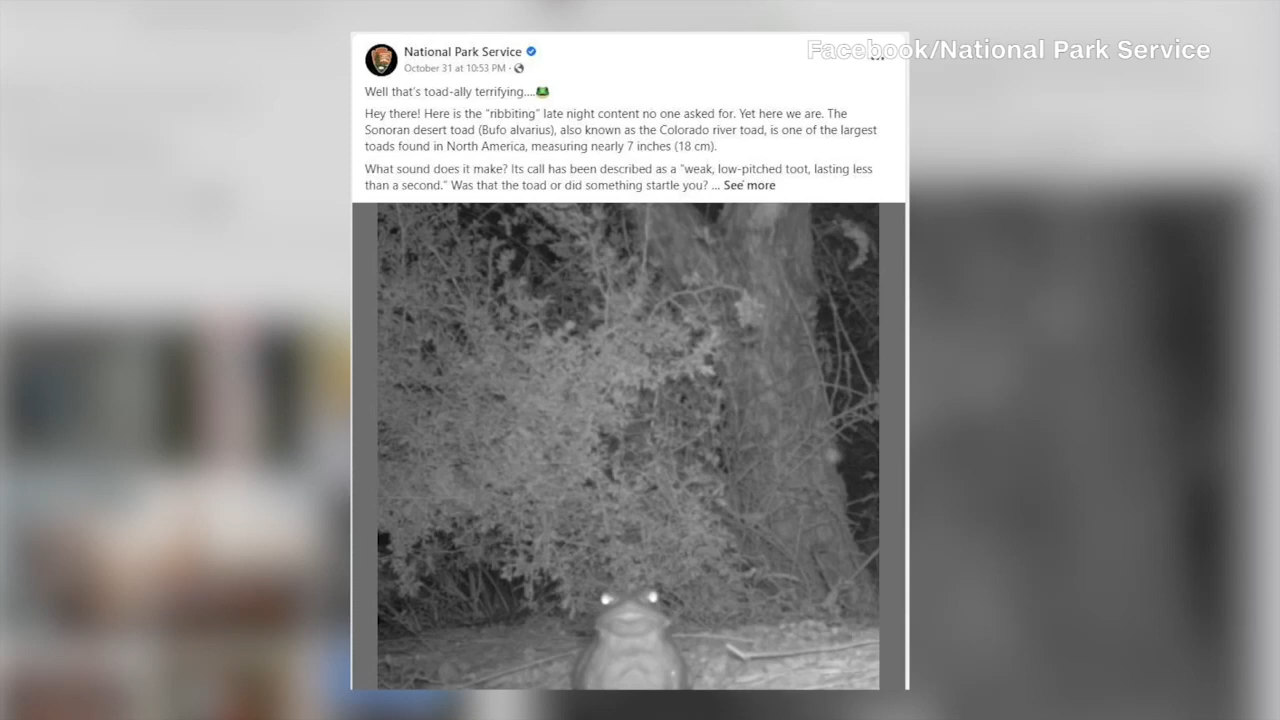 Facebook/National Park Service
National Park Service
October 31 at 10:53 PM ·
Well that's toad-ally terrifying....
Hey there! Here is the "ribbiting" late night content no one asked for. Yet here we are. The
Sonoran desert toad (Bufo alvarius), also known as the Colorado river toad, is one of the largest
toads found in North America, measuring nearly 7 inches (18 cm).
What sound does it make? Its call has been described as a "weak, low-pitched toot, lasting less
than a second." Was that the toad or did something startle you? ... See more